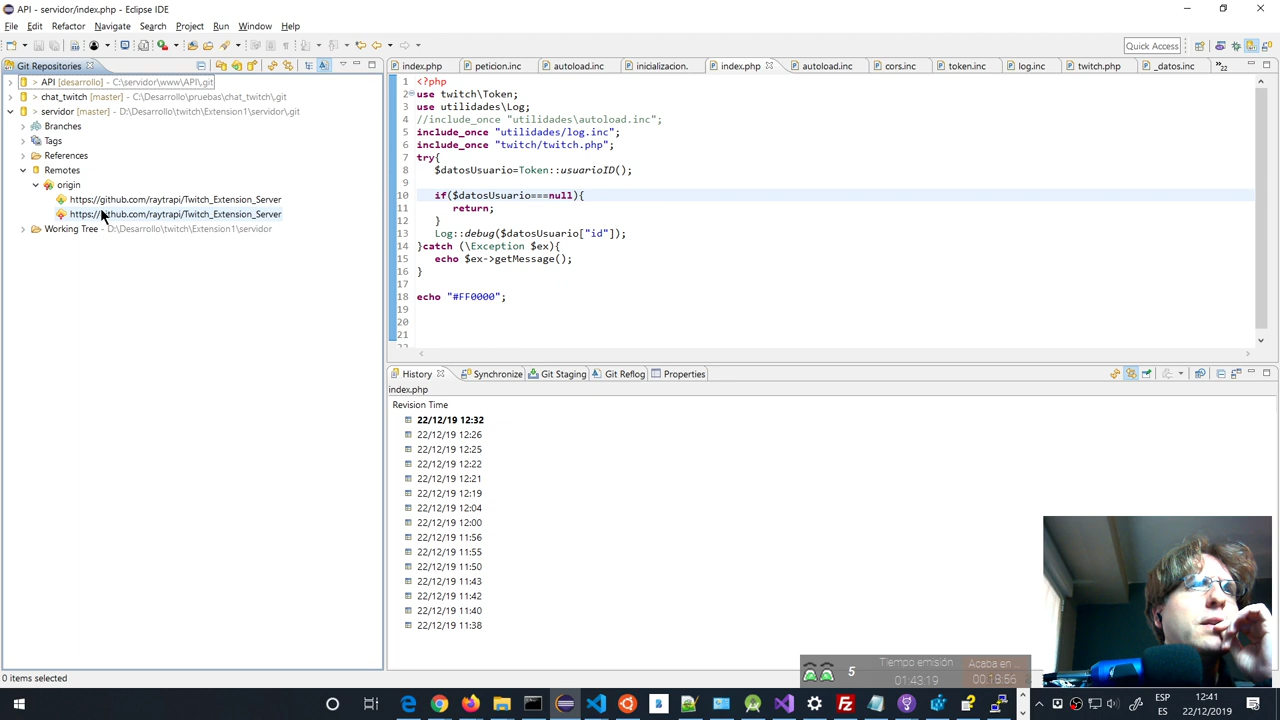 API - servidor/index.php - Eclipse IDE
File Edit Refactor Navigate Search Project Run Window Help
Quick Access
Git Repositories
> API [desarrollo] - C:\servidor\www\API\.git
> chat_twitch [master] - C:\Desarrollo\pruebas\chat_twitch\.git
> servidor [master] - D:\Desarrollo\twitch\Extension1\servidor\.git
Branches
Tags
References
Remotes
origin
https://github.com/raytrapi/Twitch_Extension_Server
https://github.com/raytrapi/Twitch_Extension_Server
Working Tree - D:\Desarrollo\twitch\Extension1\servidor
index.php peticion.inc autoload.inc inicializacion. index.php autoload.inc cors.inc token.inc log.inc twitch.php _datos.inc »22
1 <?php
2 use twitch\Token;
3 use utilidades\Log;
4 //include_once "utilidades\autoload.inc";
5 include_once "utilidades/log.inc";
6 include_once "twitch/twitch.php";
7 try{
8 $datosUsuario=Token::usuarioID();
9
10 if($datosUsuario===null){
11 return;
12 }
13 Log::debug($datosUsuario["id"]);
14 }catch (\Exception $ex){
15 echo $ex->getMessage();
16 }
17
18 echo "#FF0000";
19
20
21
22
History Synchronize Git Staging Git Reflog Properties
index.php
Revision Time
22/12/19 12:32
22/12/19 12:26
22/12/19 12:25
22/12/19 12:22
22/12/19 12:21
22/12/19 12:19
22/12/19 12:04
22/12/19 12:00
22/12/19 11:56
22/12/19 11:55
22/12/19 11:50
22/12/19 11:43
22/12/19 11:42
22/12/19 11:40
22/12/19 11:38
5
Tiempo emisión
01:43:19
Acaba en ...
0 items selected
ESP
ES
12:41
22/12/2019